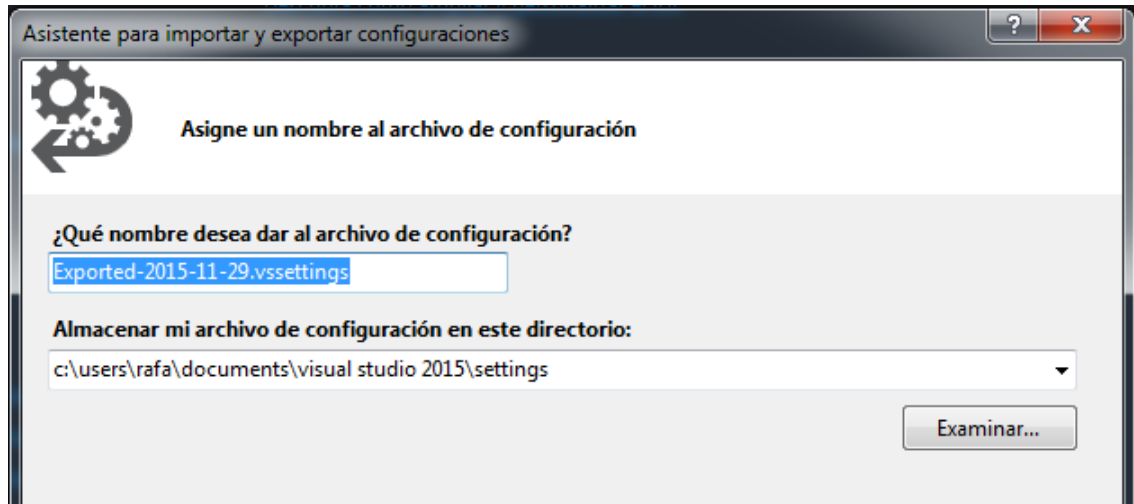 Asistente para importar y exportar configuraciones
?
X
Asigne un nombre al archivo de configuración
¿Qué nombre desea dar al archivo de configuración?
Exported-2015-11-29.vssettings
Almacenar mi archivo de configuración en este directorio:
c:\users\rafa\documents\visual studio 2015\settings
Examinar...